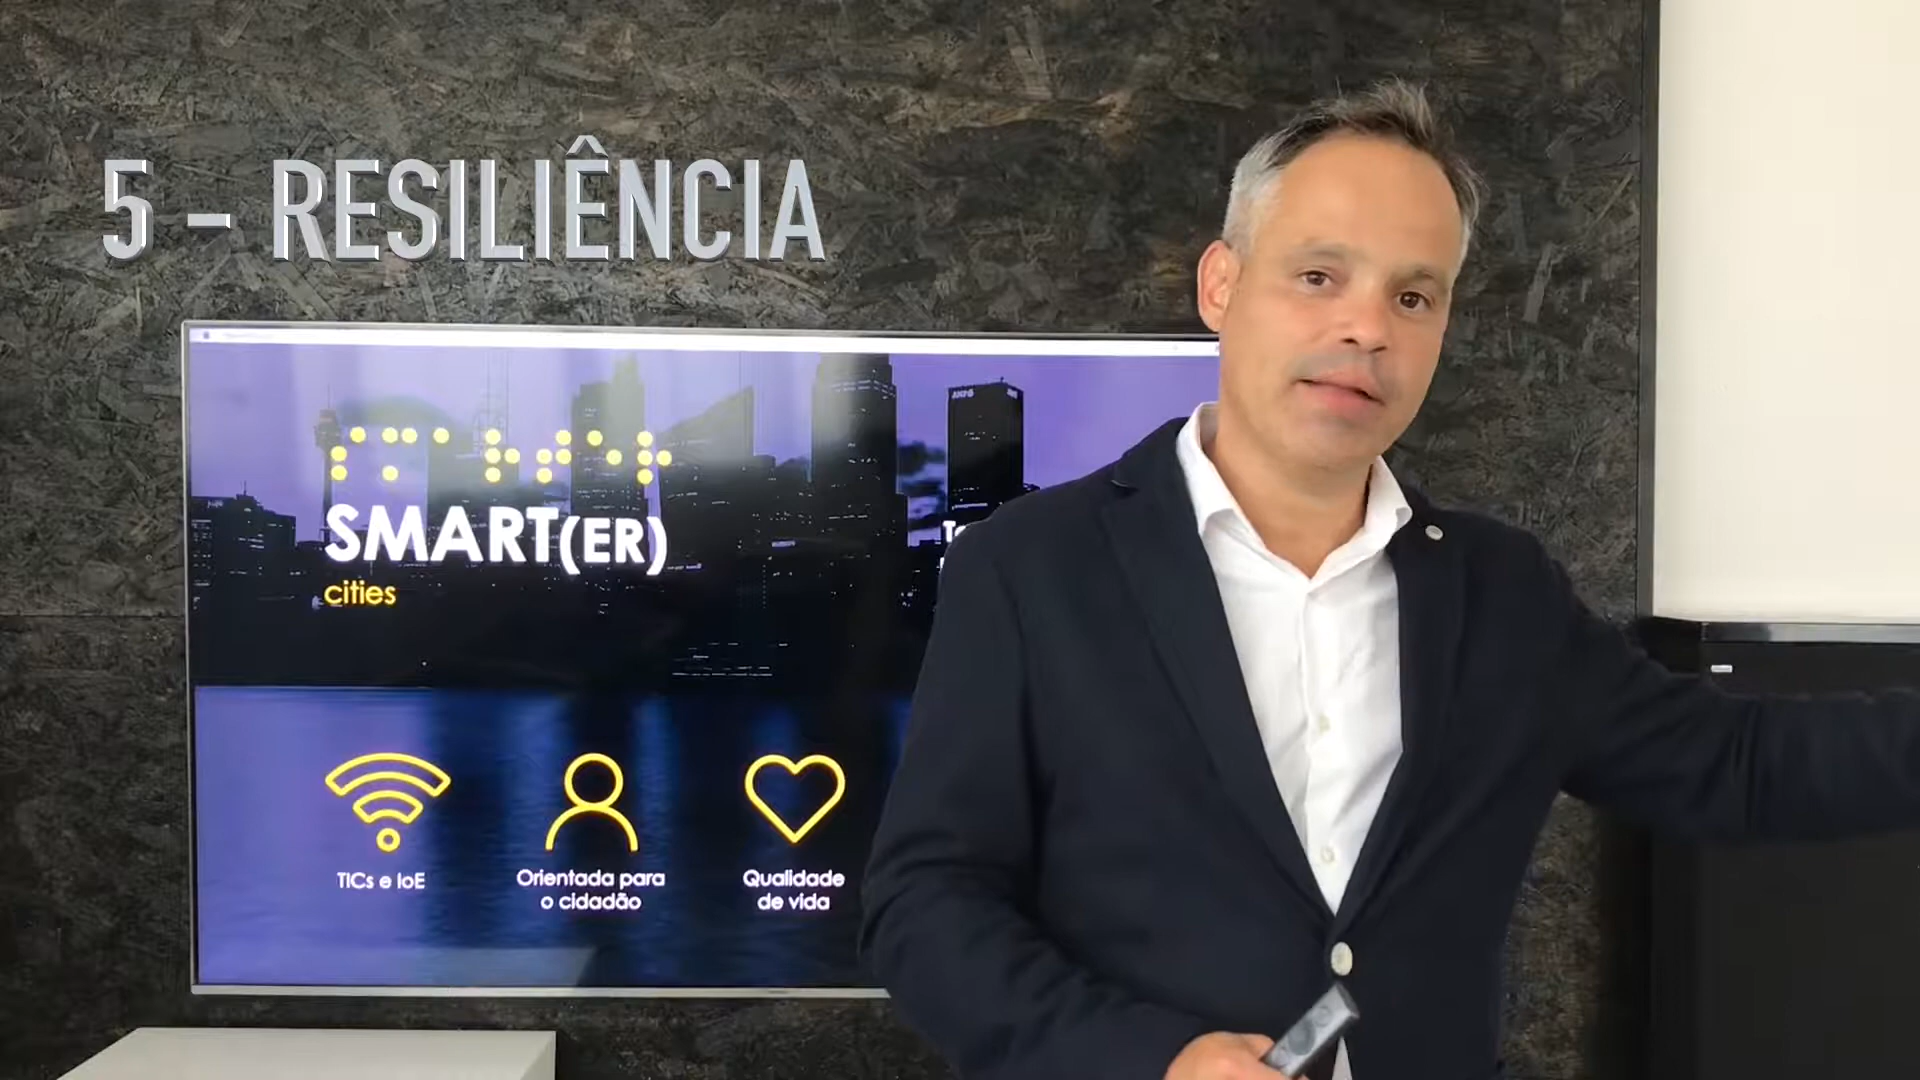 5 - RESILIÊNCIA
SMART(ER)
cities
TICs e IoE
Orientada para
o cidadão
Qualidade
de vida